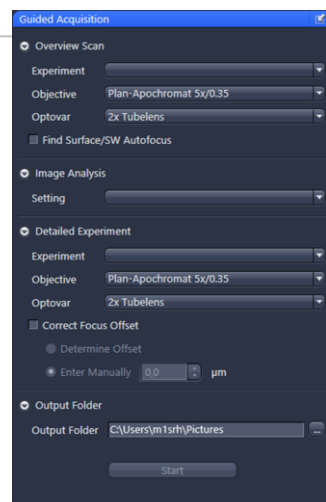 Guided Acquisition
Overview Scan
Experiment
Objective Plan-Apochromat 5x/0.35
Optovar 2x Tubelens
Find Surface/SW Autofocus
Image Analysis
Setting
Detailed Experiment
Experiment
Objective Plan-Apochromat 5x/0.35
Optovar 2x Tubelens
Correct Focus Offset
Determine Offset
Enter Manually 0,0 µm
Output Folder
Output Folder C:\Users\m1srh\Pictures ...
Start